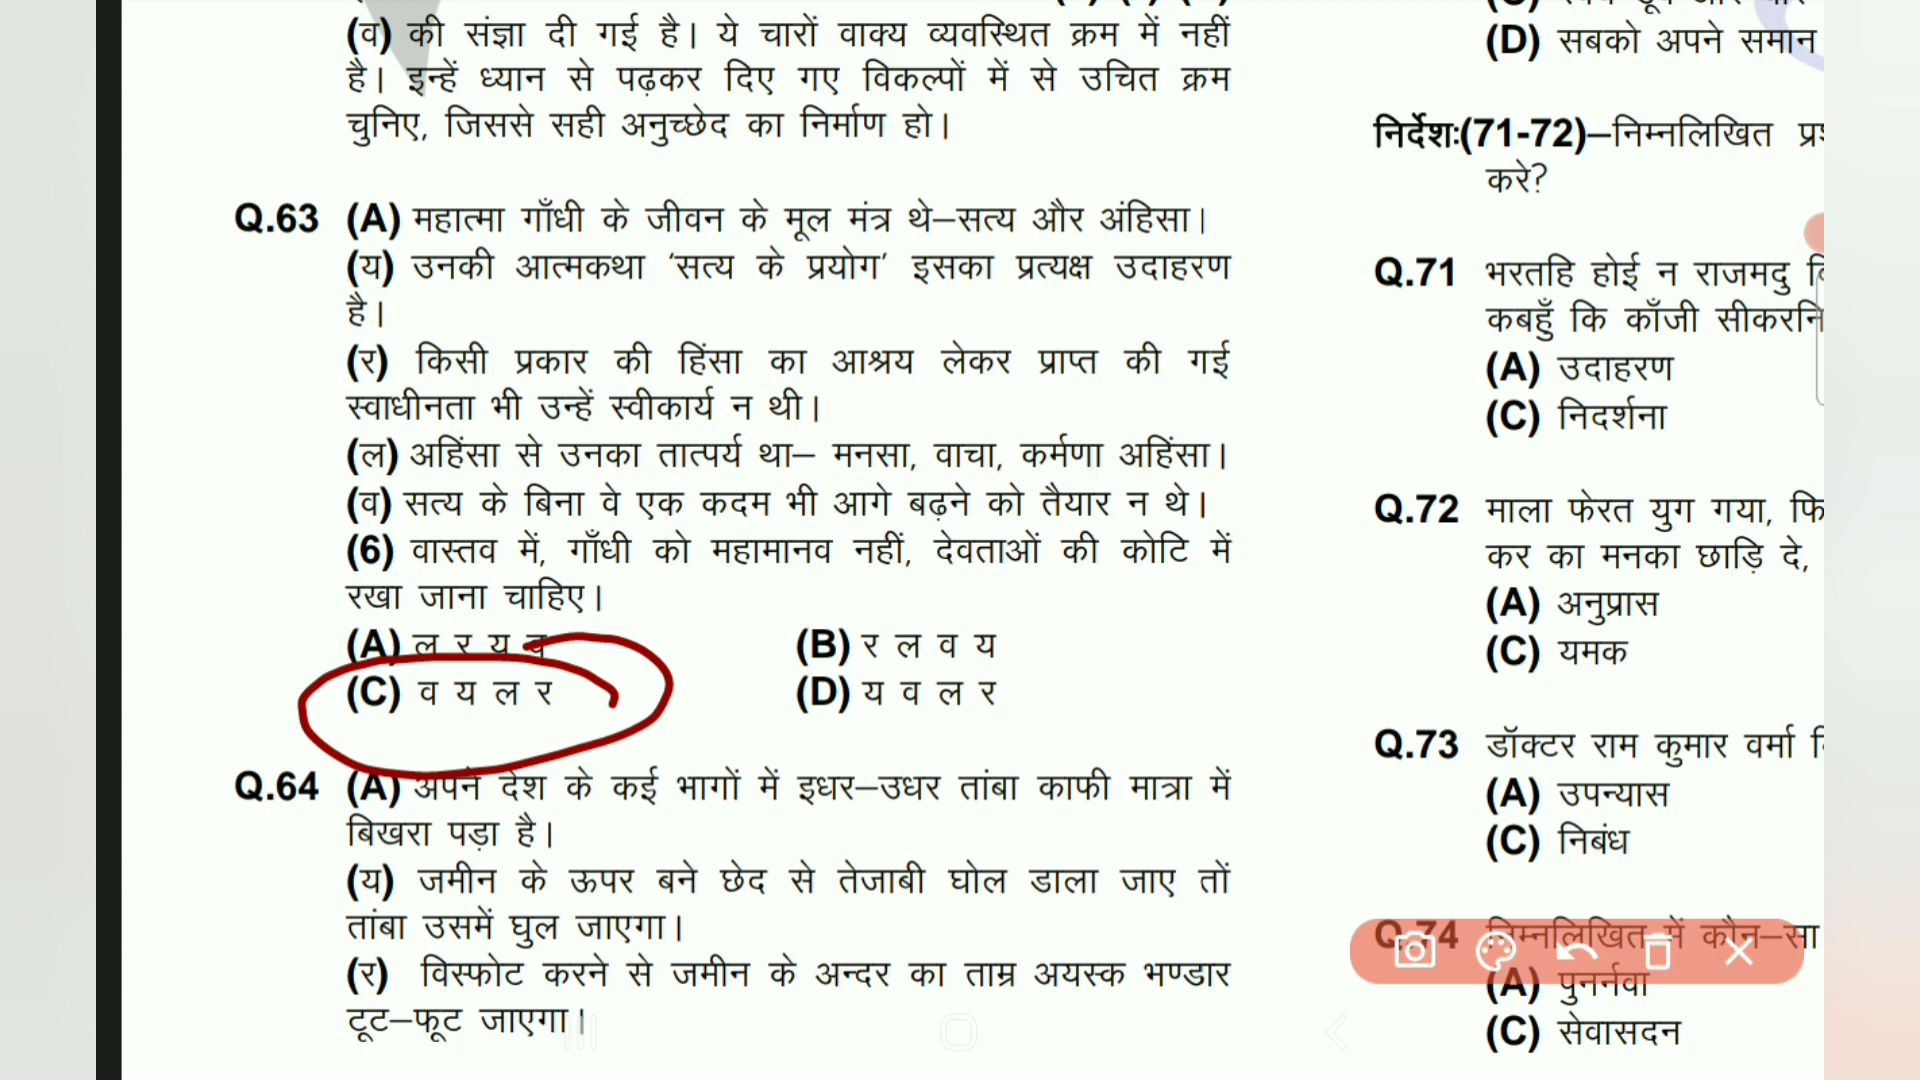 (व) की संज्ञा दी गई है। ये चारों वाक्य व्यवस्थित क्रम में नहीं
है। इन्हें ध्यान से पढ़कर दिए गए विकल्पों में से उचित क्रम
चुनिए, जिससे सही अनुच्छेद का निर्माण हो।
Q.63 (A) महात्मा गाँधी के जीवन के मूल मंत्र थे–सत्य और अंहिसा।
(य) उनकी आत्मकथा ‘सत्य के प्रयोग’ इसका प्रत्यक्ष उदाहरण
है।
(र) किसी प्रकार की हिंसा का आश्रय लेकर प्राप्त की गई
स्वाधीनता भी उन्हें स्वीकार्य न थी।
(ल) अहिंसा से उनका तात्पर्य था– मनसा, वाचा, कर्मणा अहिंसा।
(व) सत्य के बिना वे एक कदम भी आगे बढ़ने को तैयार न थे।
(6) वास्तव में, गाँधी को महामानव नहीं, देवताओं की कोटि में
रखा जाना चाहिए।
(A) ल र य व (B) र ल व य
(C) व य ल र (D) य व ल र
Q.64 (A) अपने देश के कई भागों में इधर–उधर तांबा काफी मात्रा में
बिखरा पड़ा है।
(य) जमीन के ऊपर बने छेद से तेजाबी घोल डाला जाए तों
तांबा उसमें घुल जाएगा।
(र) विस्फोट करने से जमीन के अन्दर का ताम्र अयस्क भण्डार
टूट–फूट जाएगा।
(D) सबको अपने समान
निर्देशः(71-72)–निम्नलिखित
करे?
Q.71 भरतहि होई न राजमदु
कबहुँ कि काँजी सीकरनि
(A) उदाहरण
(C) निदर्शना
Q.72 माला फेरत युग गया,
कर का मनका छाड़ि दे,
(A) अनुप्रास
(C) यमक
Q.73 डॉक्टर राम कुमार वर्मा
(A) उपन्यास
(C) निबंध
Q.74 निम्नलिखित में कौन–सा
(A) पुनर्नवा
(C) सेवासदन